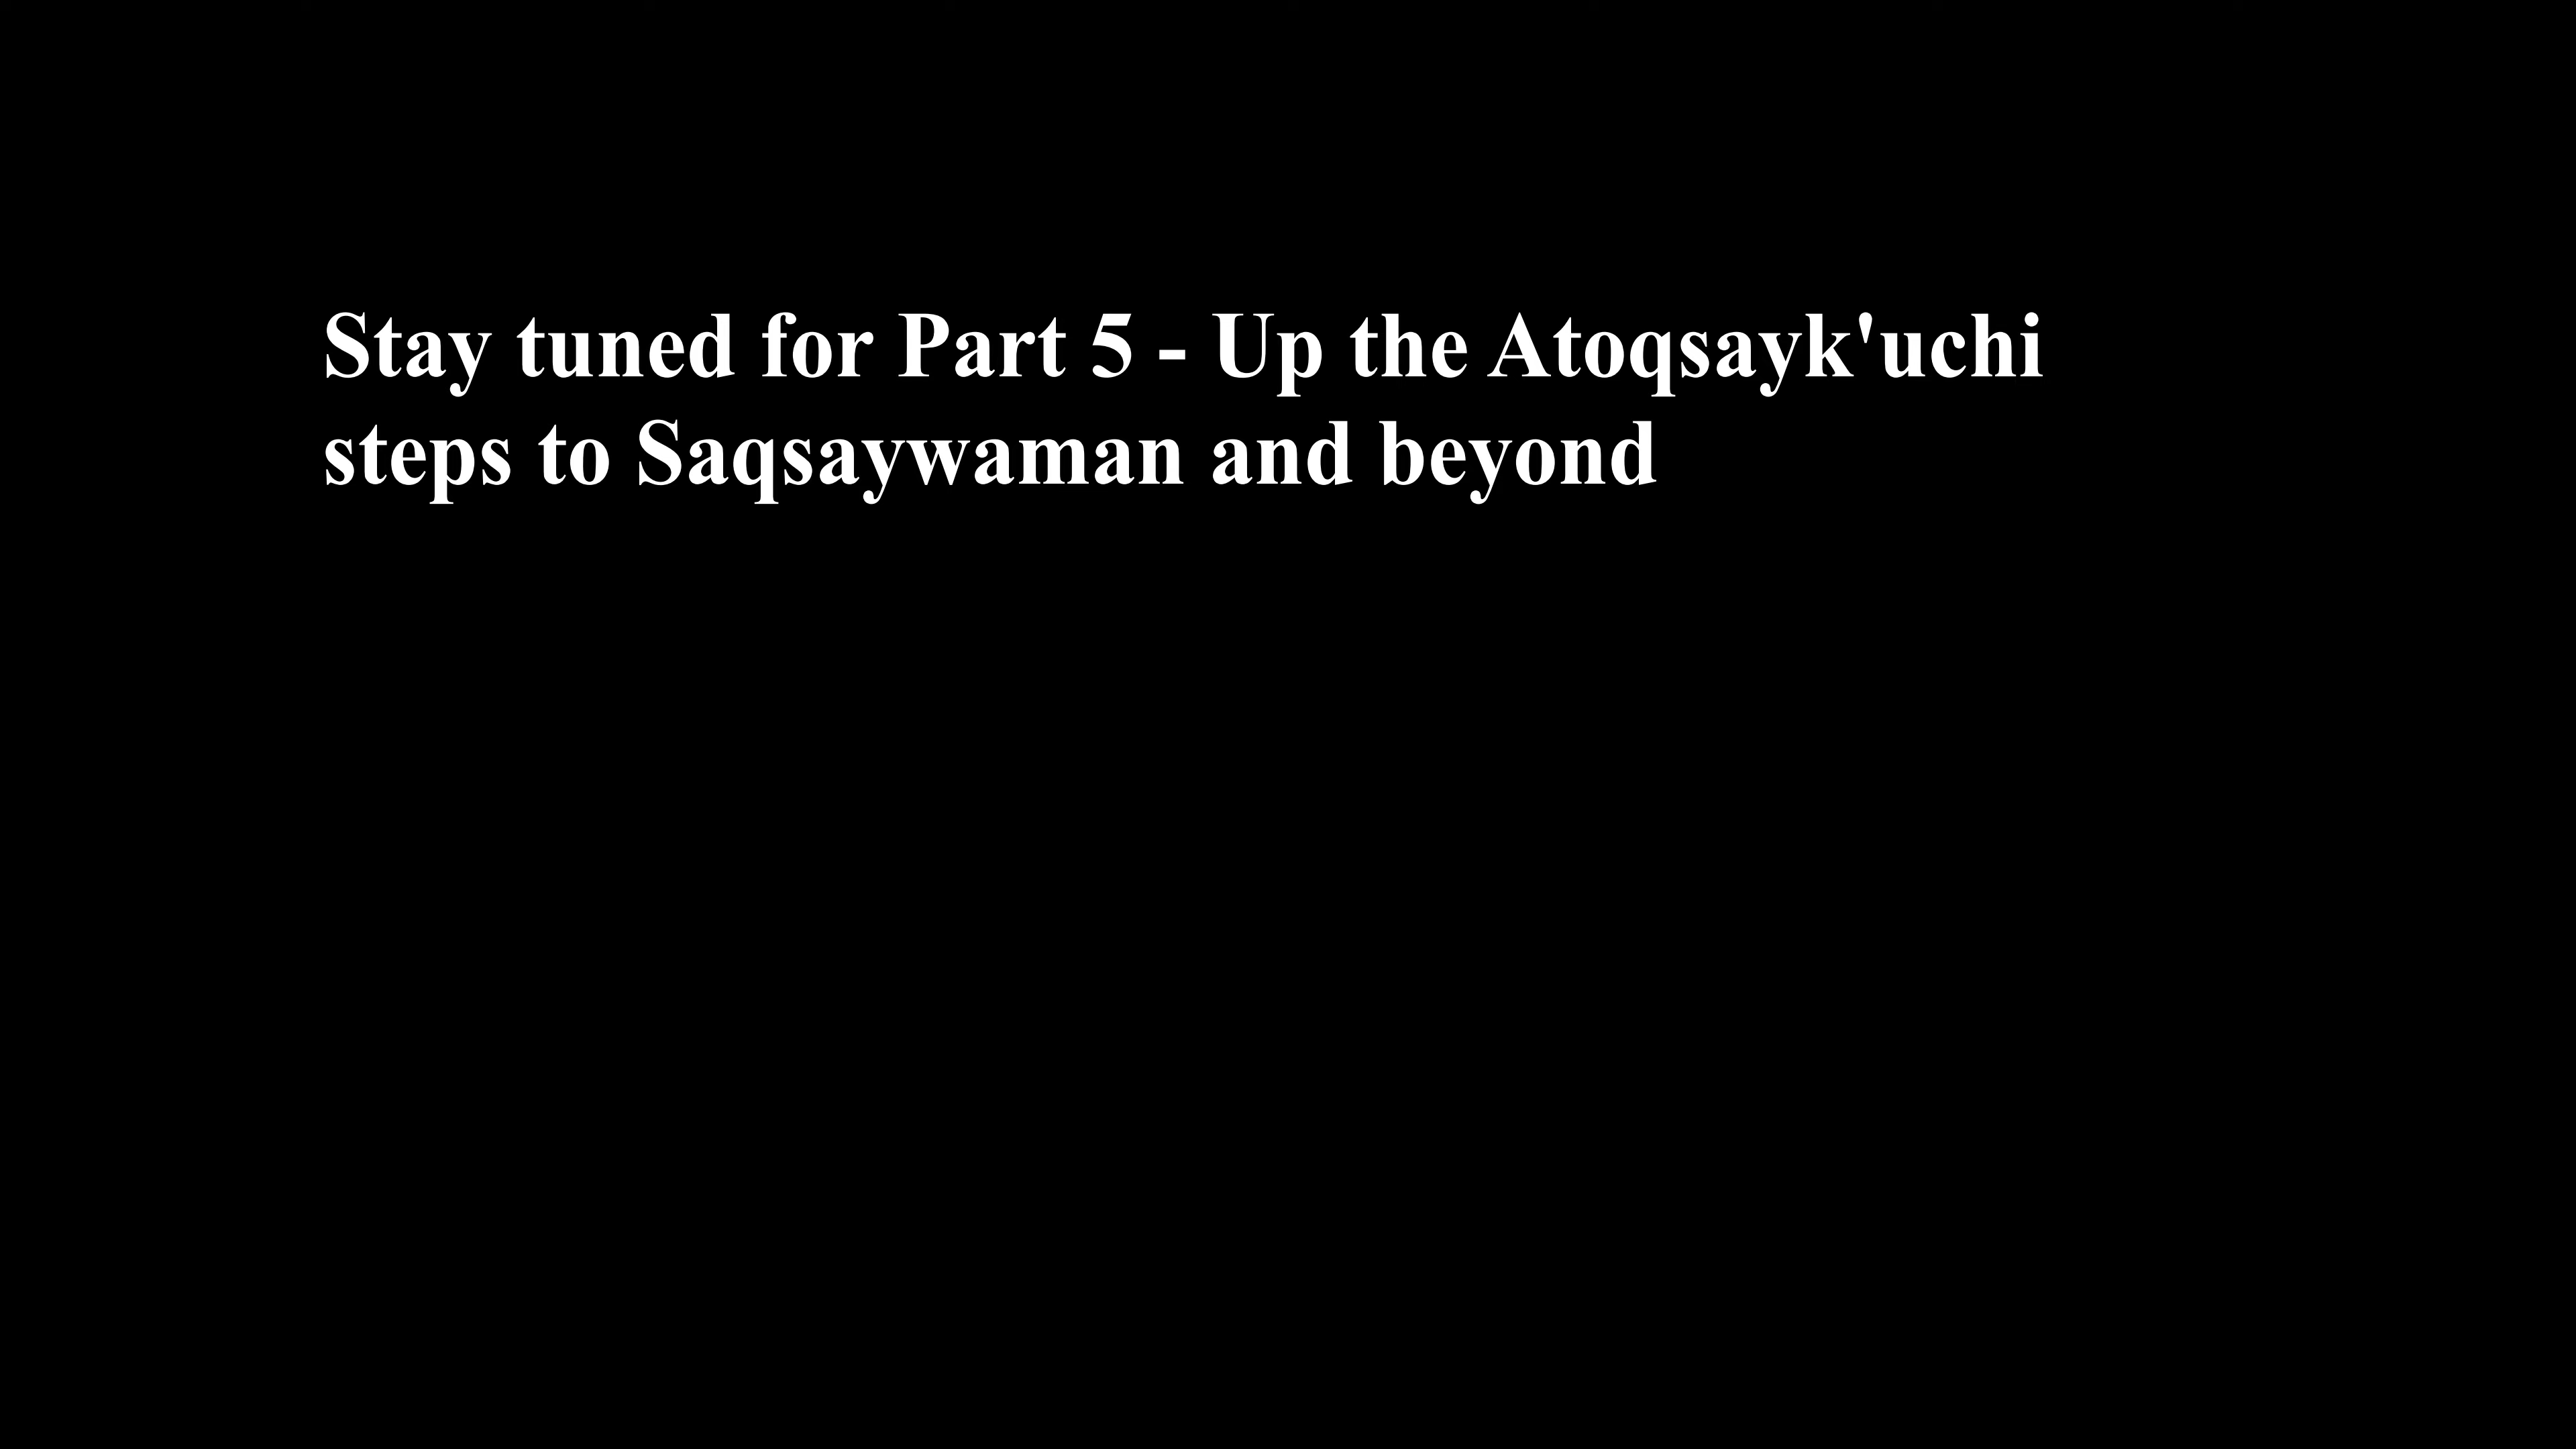 Stay tuned for Part 5 - Up the Atoqsayk'uchi
steps to Saqsaywaman and beyond